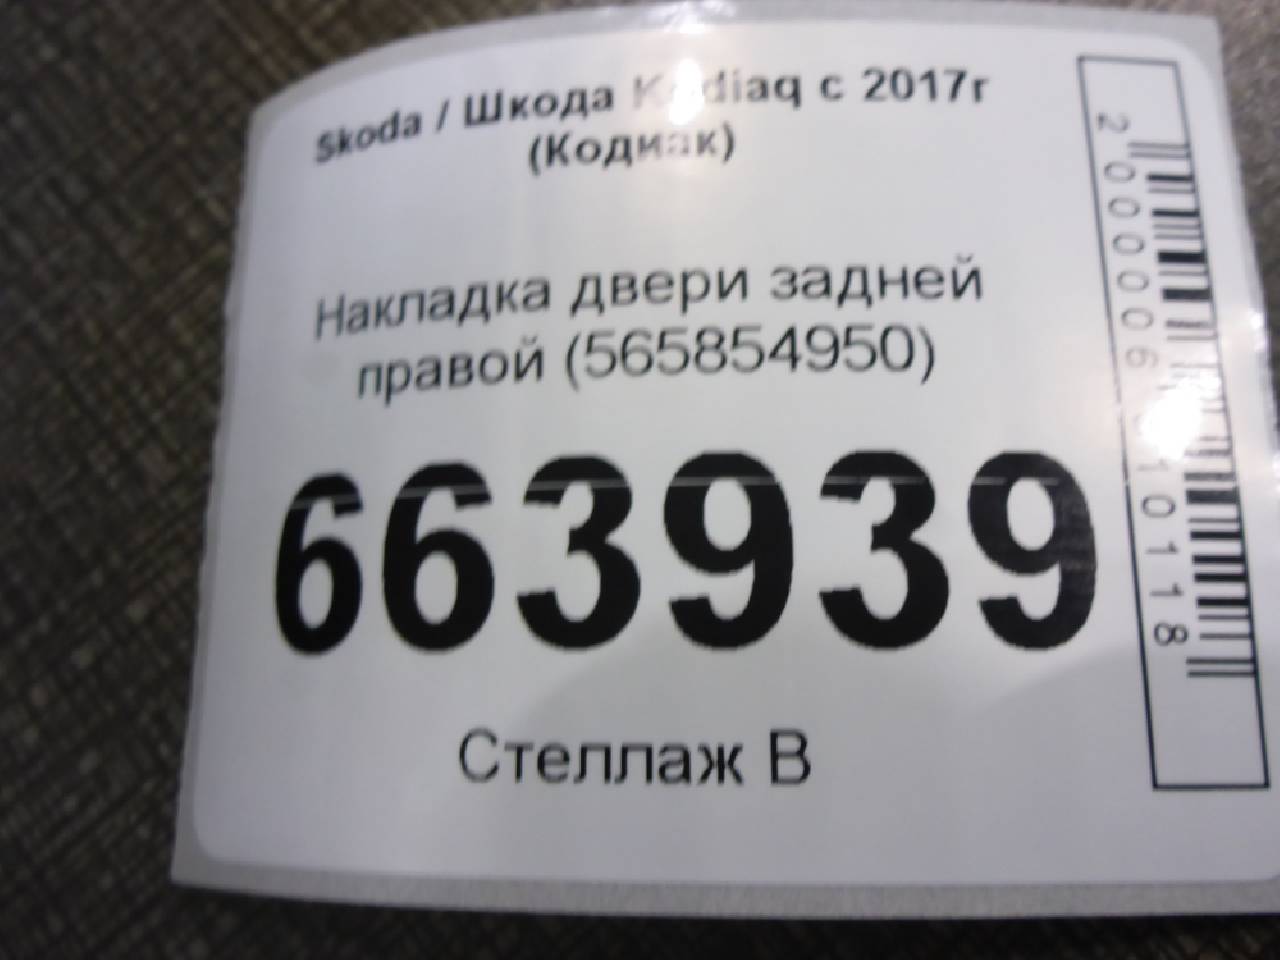 Skoda / Шкода Kodiaq с 2017г
(Кодиак)
Накладка двери задней
правой (565854950)
663939
Стеллаж В